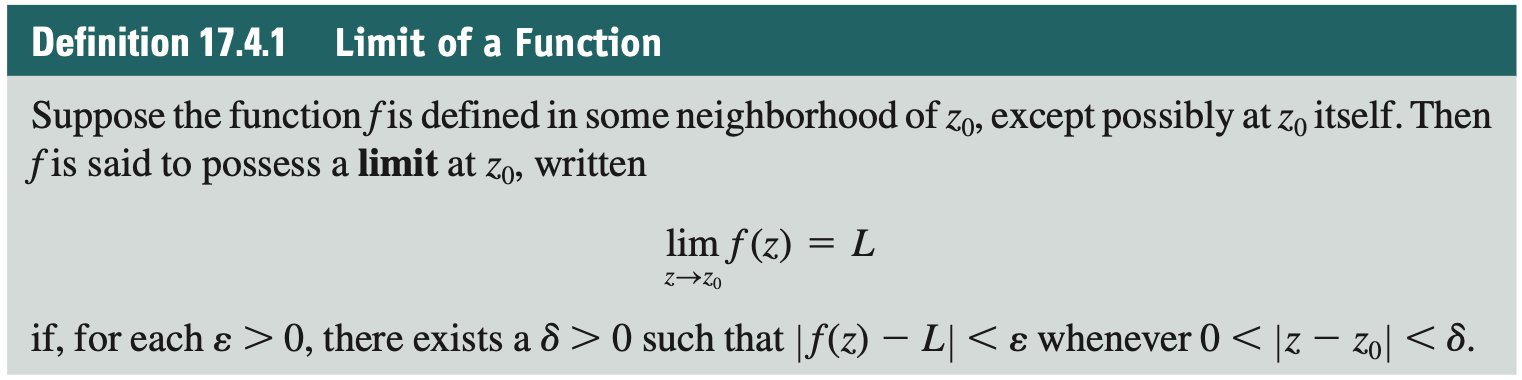 Definition 17.4.1 Limit of a Function
Suppose the function f is defined in some neighborhood of z₀, except possibly at z₀ itself. Then
f is said to possess a limit at z₀, written
lim f(z) = L
z→z₀
if, for each ε > 0, there exists a δ > 0 such that |f(z) − L| < ε whenever 0 < |z − z₀| < δ.